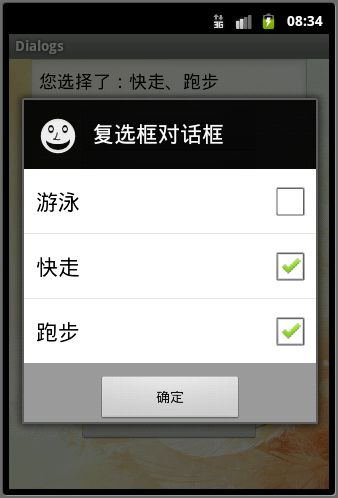 3G 08:34
Dialogs
您选择了：快走、跑步
复选框对话框
游泳
快走
跑步
确定